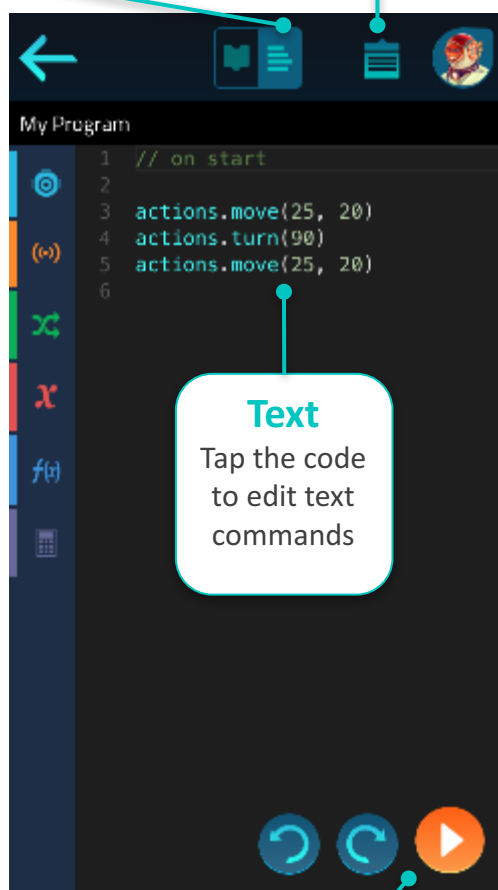 My Program
1 // on start
2
3 actions.move(25, 20)
4 actions.turn(90)
5 actions.move(25, 20)
6
((•))
x
f(x)
Text
Tap the code
to edit text
commands